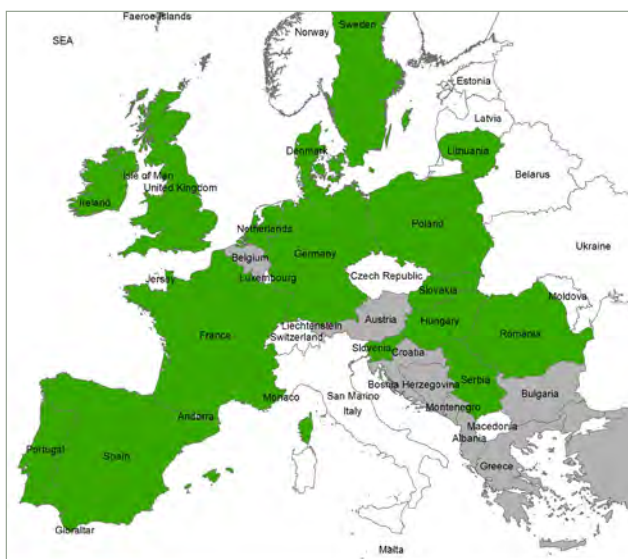 Faeroe Islands
SEA
Norway
Sweden
Estonia
Latvia
Denmark
Lithuania
Isle of Man
United Kingdom
Ireland
Belarus
Netherlands
Poland
Germany
Belgium
Ukraine
Luxembourg
Czech Republic
Jersey
Slovakia
Moldova
Austria
Hungary
Liechtenstein
Switzerland
France
Romania
Slovenia
Croatia
Serbia
Bosnia Herzegovina
Bulgaria
Monaco
San Marino
Italy
Montenegro
Andorra
Macedonia
Albania
Portugal
Spain
Greece
Gibraltar
Malta